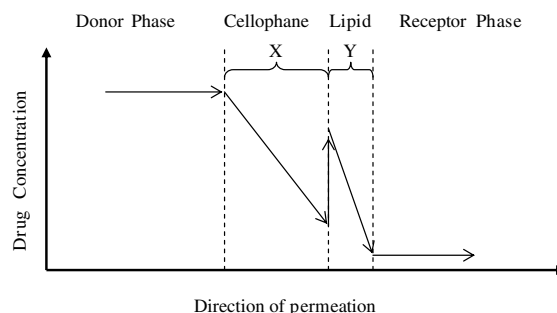 Donor Phase Cellophane Lipid Receptor Phase
X Y
Drug Concentration
Direction of permeation